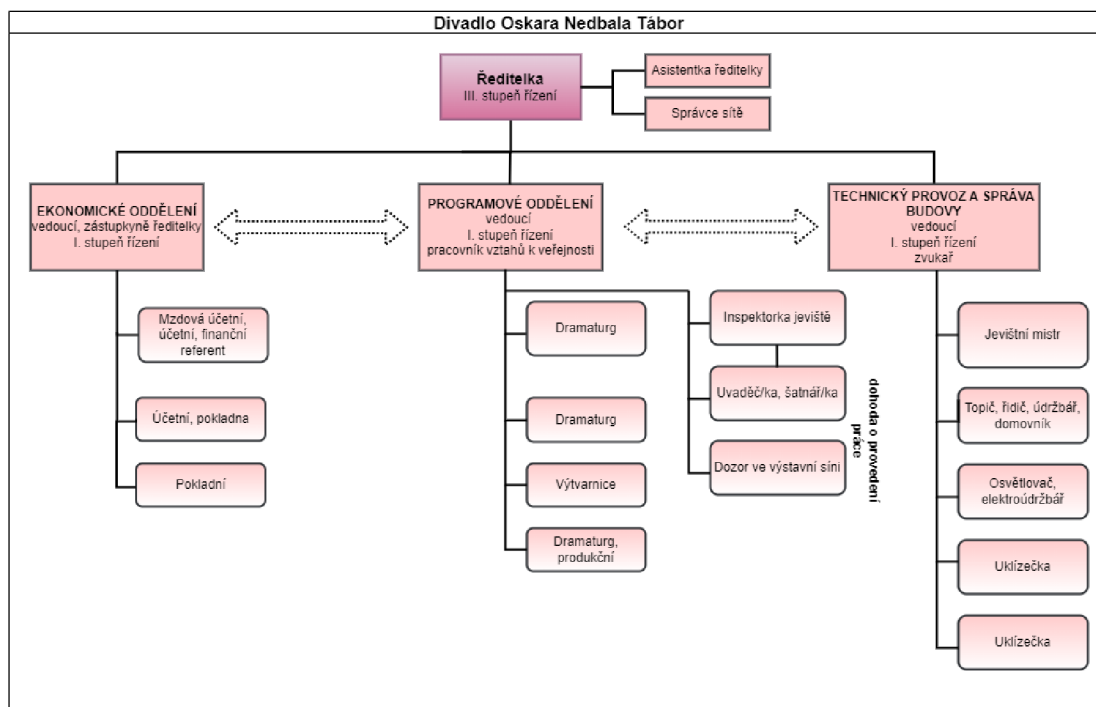 Divadlo Oskara Nedbala Tábor
Ředitelka
III. stupeň řízení
Asistentka ředitelky
Správce sítě
EKONOMICKÉ ODDĚLENÍ
vedoucí, zástupkyně ředitelky
I. stupeň řízení
PROGRAMOVÉ ODDĚLENÍ
vedoucí
I. stupeň řízení
pracovník vztahů k veřejnosti
TECHNICKÝ PROVOZ A SPRÁVA
BUDOVY
vedoucí
I. stupeň řízení
zvukař
Mzdová účetní,
účetní, finanční
referent
Účetní, pokladna
Pokladní
Dramaturg
Dramaturg
Výtvarnice
Dramaturg,
produkční
Inspektorka jeviště
Uvaděč/ka, šatnář/ka
Dozor ve výstavní síni
dohoda o provedení
práce
Jevištní mistr
Topič, řidič, údržbář,
domovník
Osvětlovač,
elektroúdržbář
Uklízečka
Uklízečka